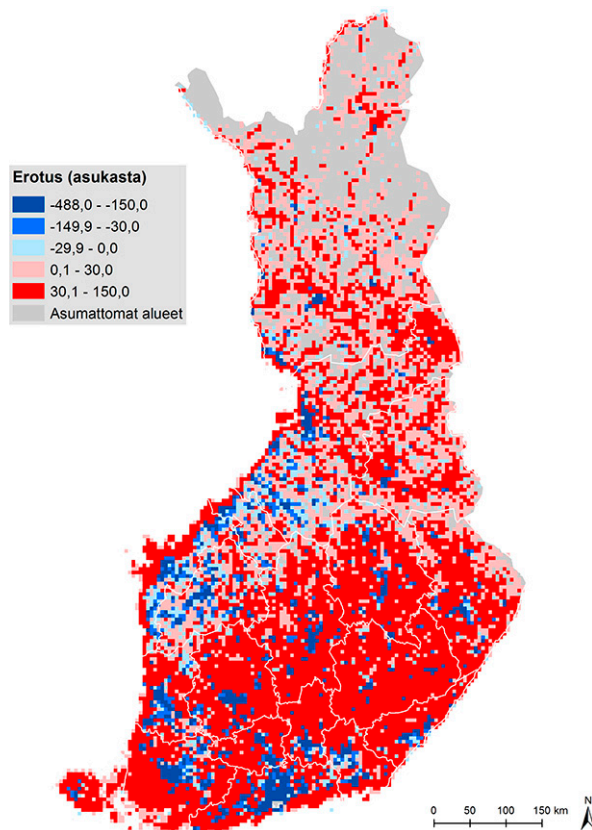 Erotus (asukasta)
-488,0 - -150,0
-149,9 - -30,0
-29,9 - 0,0
0,1 - 30,0
30,1 - 150,0
Asumattomat alueet
0 50 100 150 km
N